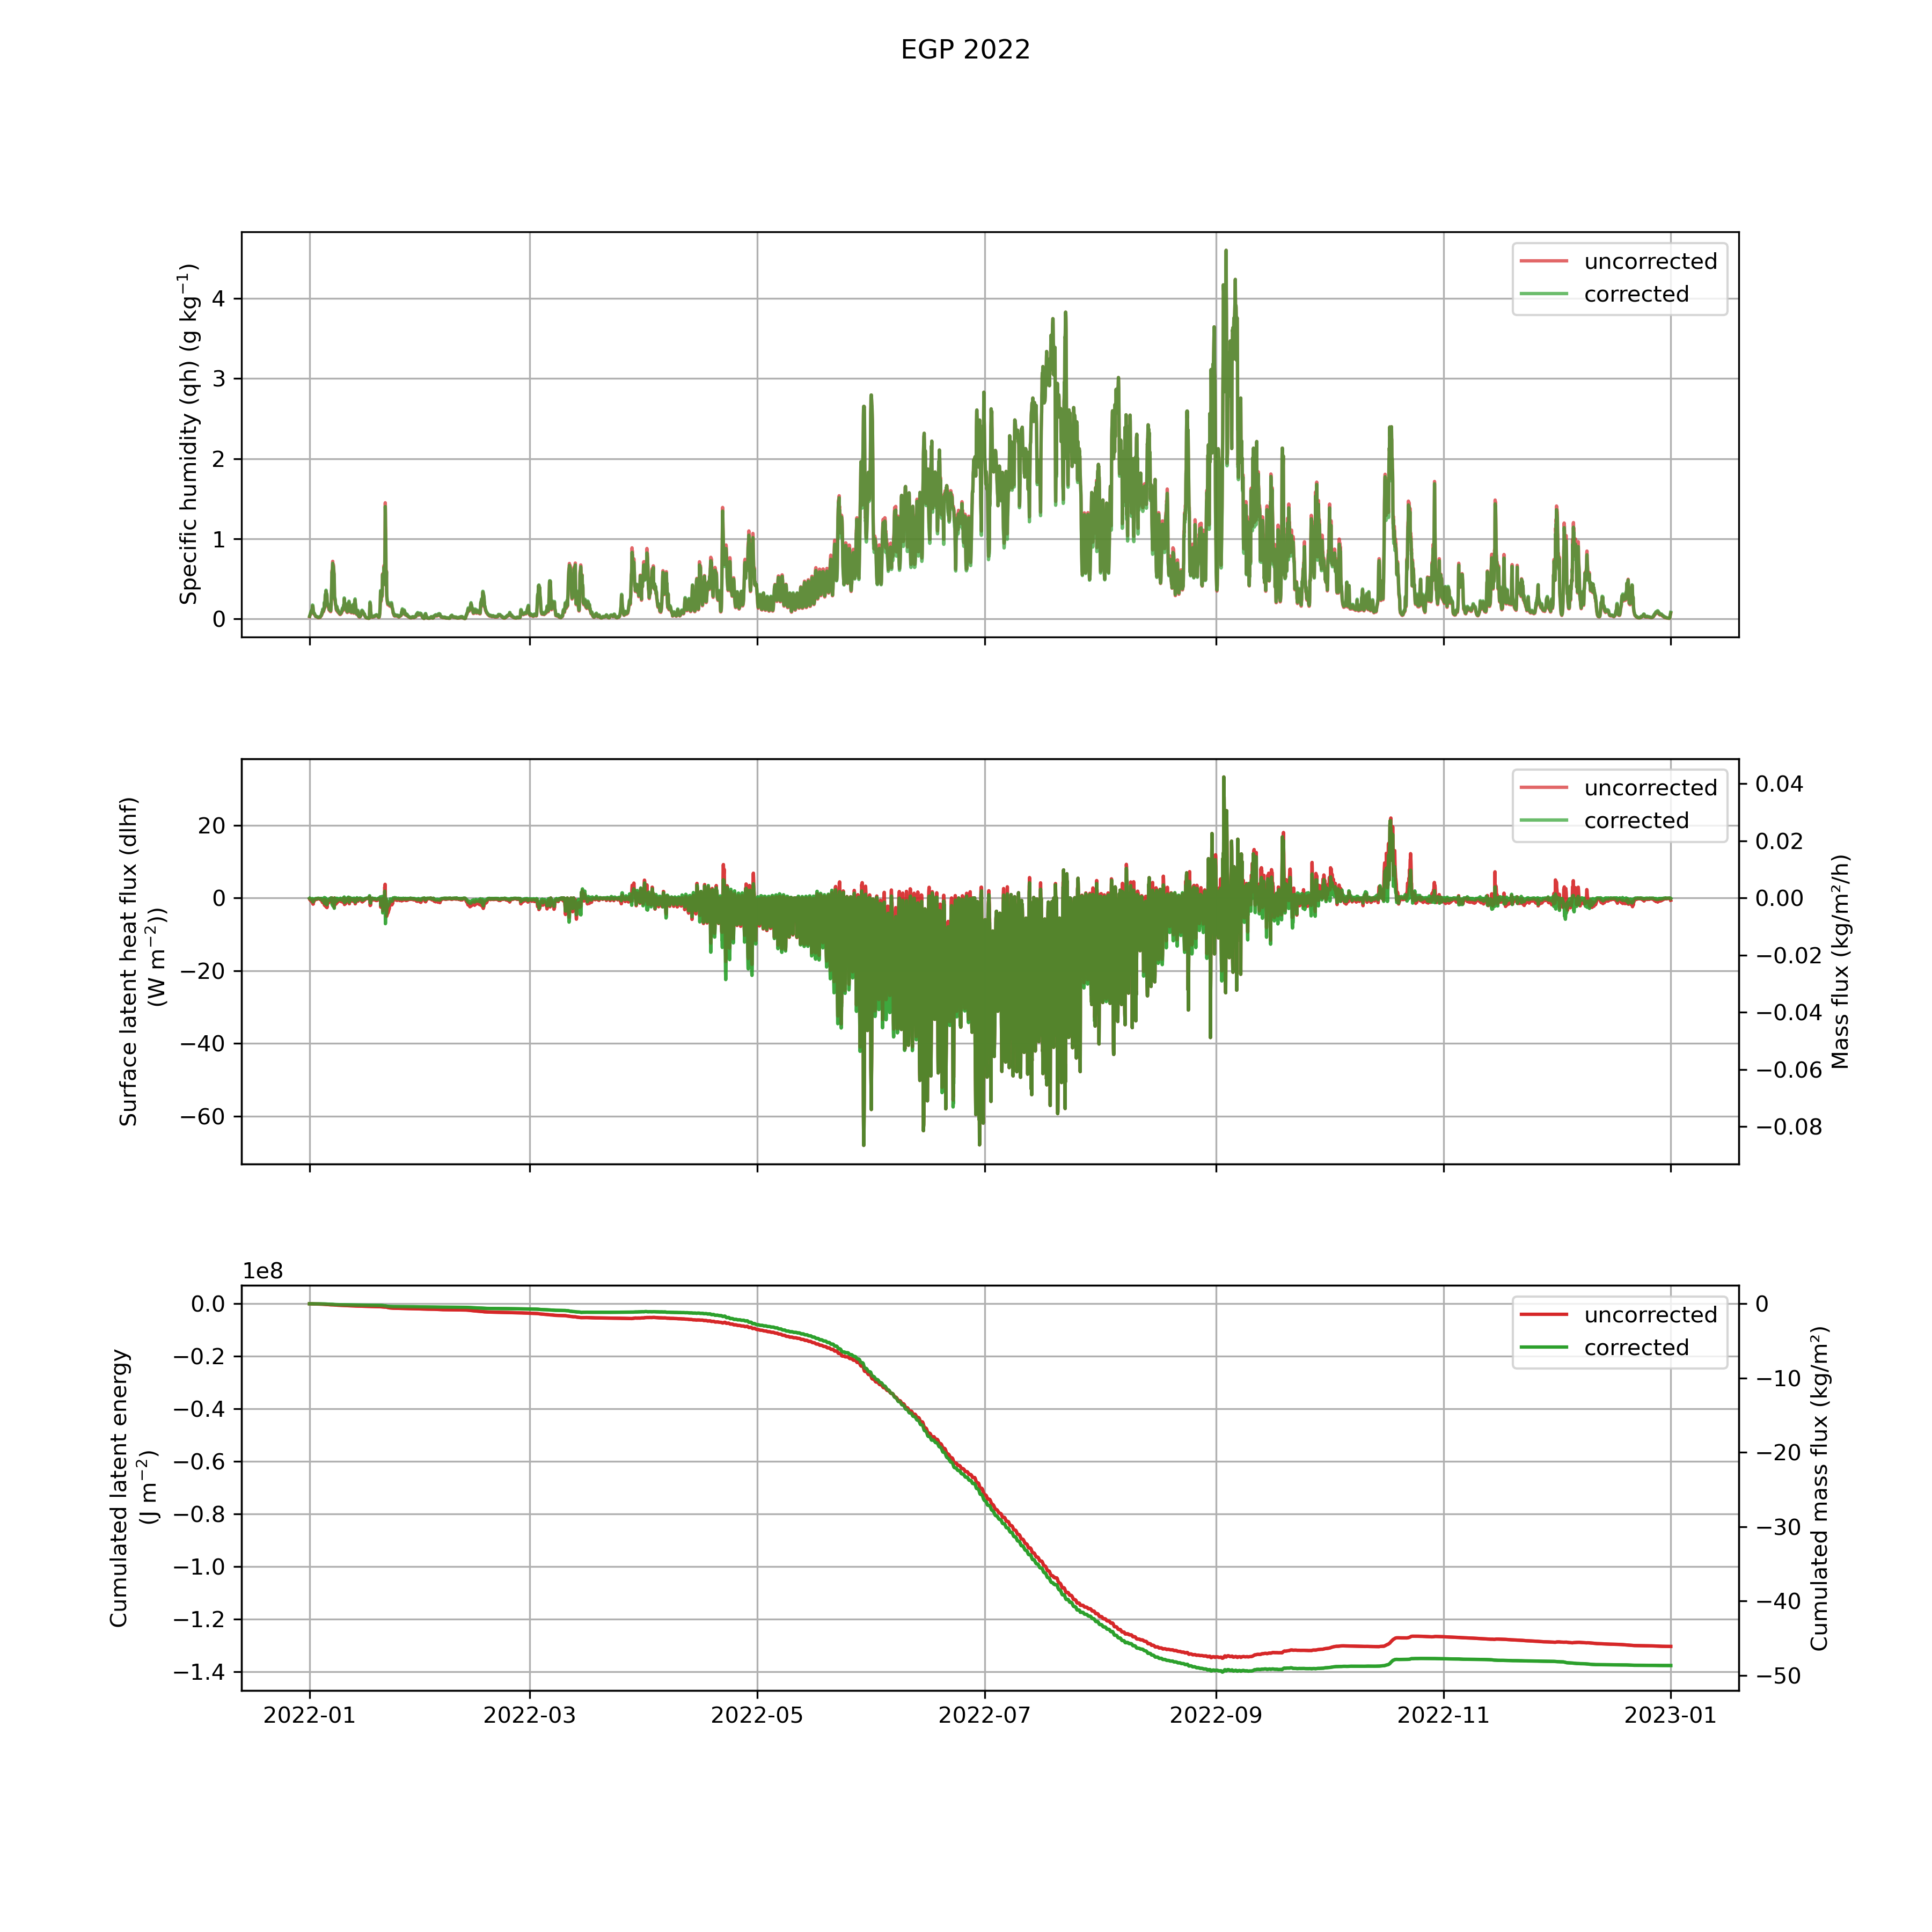 EGP 2022
Specific humidity (qh) (g kg⁻¹)
4
3
2
1
0
uncorrected
corrected
Surface latent heat flux (dlhf)
(W m⁻²))
20
0
−20
−40
−60
uncorrected
corrected
0.04
0.02
0.00
−0.02
−0.04
−0.06
−0.08
Mass flux (kg/m²/h)
1e8
Cumulated latent energy
(J m⁻²)
0.0
−0.2
−0.4
−0.6
−0.8
−1.0
−1.2
−1.4
uncorrected
corrected
0
−10
−20
−30
−40
−50
Cumulated mass flux (kg/m²)
2022-01 2022-03 2022-05 2022-07 2022-09 2022-11 2023-01